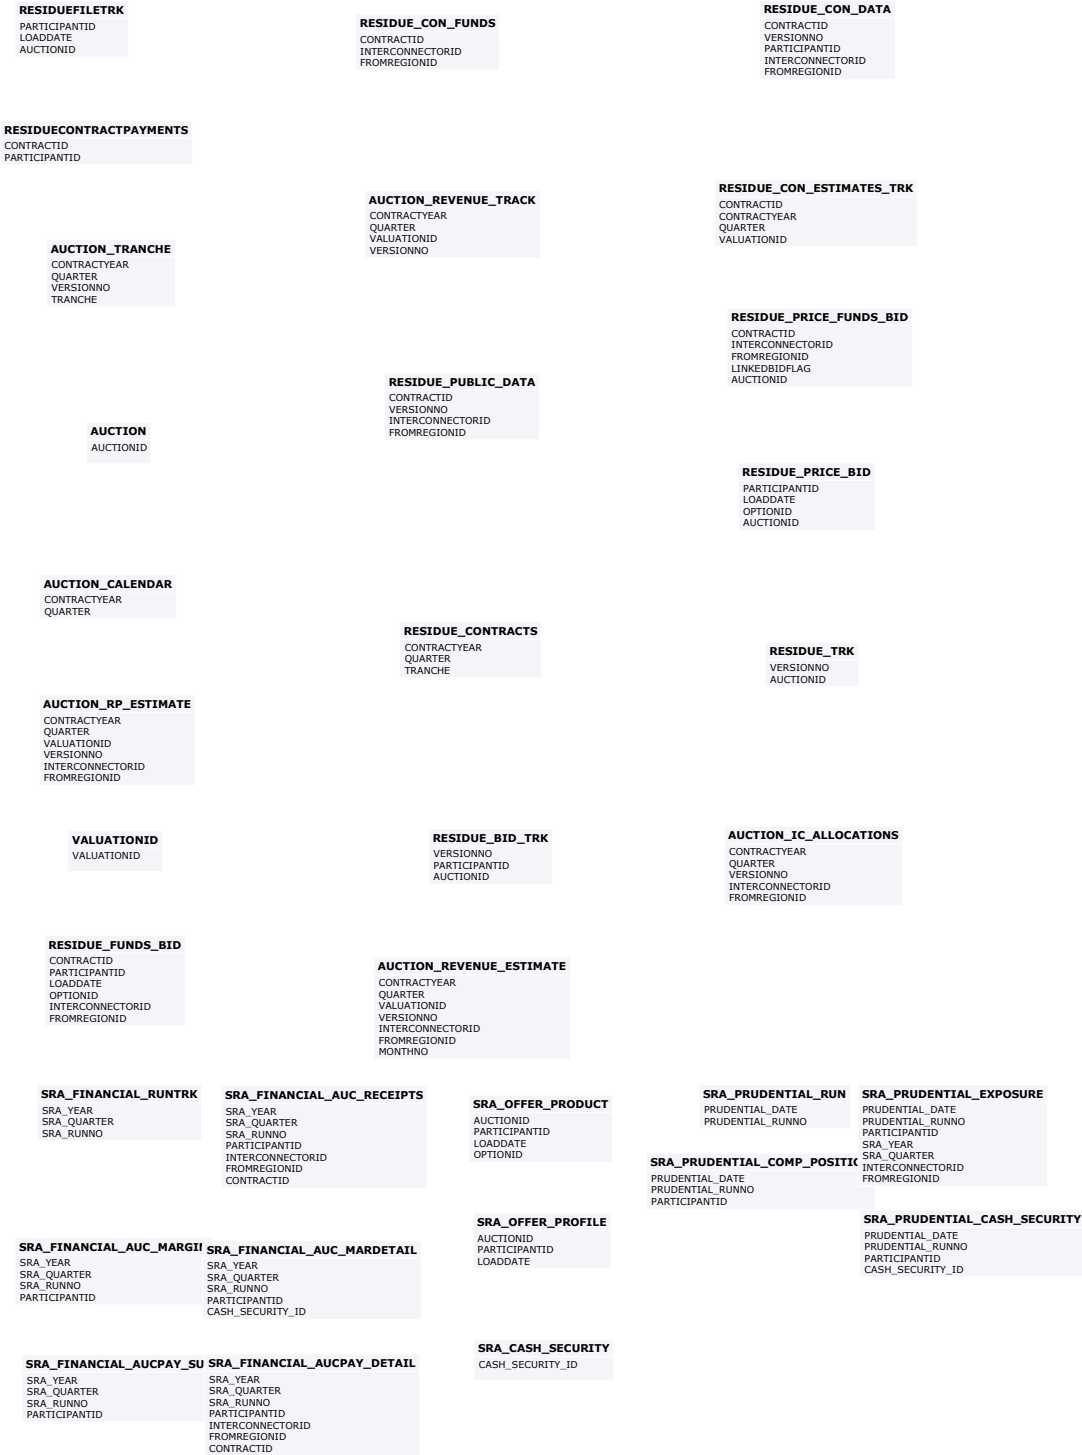 RESIDUEFILETRK
PARTICIPANTID
LOADDATE
AUCTIONID
RESIDUE_CON_FUNDS
CONTRACTID
INTERCONNECTORID
FROMREGIONID
RESIDUE_CON_DATA
CONTRACTID
VERSIONNO
PARTICIPANTID
INTERCONNECTORID
FROMREGIONID
RESIDUECONTRACTPAYMENTS
CONTRACTID
PARTICIPANTID
AUCTION_REVENUE_TRACK
CONTRACTYEAR
QUARTER
VALUATIONID
VERSIONNO
RESIDUE_CON_ESTIMATES_TRK
CONTRACTID
CONTRACTYEAR
QUARTER
VALUATIONID
AUCTION_TRANCHE
CONTRACTYEAR
QUARTER
VERSIONNO
TRANCHE
RESIDUE_PRICE_FUNDS_BID
CONTRACTID
INTERCONNECTORID
FROMREGIONID
LINKEDBIDFLAG
AUCTIONID
RESIDUE_PUBLIC_DATA
CONTRACTID
VERSIONNO
INTERCONNECTORID
FROMREGIONID
AUCTION
AUCTIONID
RESIDUE_PRICE_BID
PARTICIPANTID
LOADDATE
OPTIONID
AUCTIONID
AUCTION_CALENDAR
CONTRACTYEAR
QUARTER
RESIDUE_CONTRACTS
CONTRACTYEAR
QUARTER
TRANCHE
RESIDUE_TRK
VERSIONNO
AUCTIONID
AUCTION_RP_ESTIMATE
CONTRACTYEAR
QUARTER
VALUATIONID
VERSIONNO
INTERCONNECTORID
FROMREGIONID
VALUATIONID
VALUATIONID
RESIDUE_BID_TRK
VERSIONNO
PARTICIPANTID
AUCTIONID
AUCTION_IC_ALLOCATIONS
CONTRACTYEAR
QUARTER
VERSIONNO
INTERCONNECTORID
FROMREGIONID
RESIDUE_FUNDS_BID
CONTRACTID
PARTICIPANTID
LOADDATE
OPTIONID
INTERCONNECTORID
FROMREGIONID
AUCTION_REVENUE_ESTIMATE
CONTRACTYEAR
QUARTER
VALUATIONID
VERSIONNO
INTERCONNECTORID
FROMREGIONID
MONTHNO
SRA_FINANCIAL_RUNTRK
SRA_YEAR
SRA_QUARTER
SRA_RUNNO
SRA_FINANCIAL_AUC_RECEIPTS
SRA_YEAR
SRA_QUARTER
SRA_RUNNO
PARTICIPANTID
INTERCONNECTORID
FROMREGIONID
CONTRACTID
SRA_OFFER_PRODUCT
AUCTIONID
PARTICIPANTID
LOADDATE
OPTIONID
SRA_PRUDENTIAL_RUN
PRUDENTIAL_DATE
PRUDENTIAL_RUNNO
SRA_PRUDENTIAL_EXPOSURE
PRUDENTIAL_DATE
PRUDENTIAL_RUNNO
PARTICIPANTID
SRA_YEAR
SRA_QUARTER
INTERCONNECTORID
FROMREGIONID
SRA_PRUDENTIAL_COMP_POSITIO
PRUDENTIAL_DATE
PRUDENTIAL_RUNNO
PARTICIPANTID
SRA_OFFER_PROFILE
AUCTIONID
PARTICIPANTID
LOADDATE
SRA_PRUDENTIAL_CASH_SECURITY
PRUDENTIAL_DATE
PRUDENTIAL_RUNNO
PARTICIPANTID
CASH_SECURITY_ID
SRA_FINANCIAL_AUC_MARGIN
SRA_YEAR
SRA_QUARTER
SRA_RUNNO
PARTICIPANTID
SRA_FINANCIAL_AUC_MARDETAIL
SRA_YEAR
SRA_QUARTER
SRA_RUNNO
PARTICIPANTID
CASH_SECURITY_ID
SRA_CASH_SECURITY
CASH_SECURITY_ID
SRA_FINANCIAL_AUCPAY_SU
SRA_YEAR
SRA_QUARTER
SRA_RUNNO
PARTICIPANTID
SRA_FINANCIAL_AUCPAY_DETAIL
SRA_YEAR
SRA_QUARTER
SRA_RUNNO
PARTICIPANTID
INTERCONNECTORID
FROMREGIONID
CONTRACTID